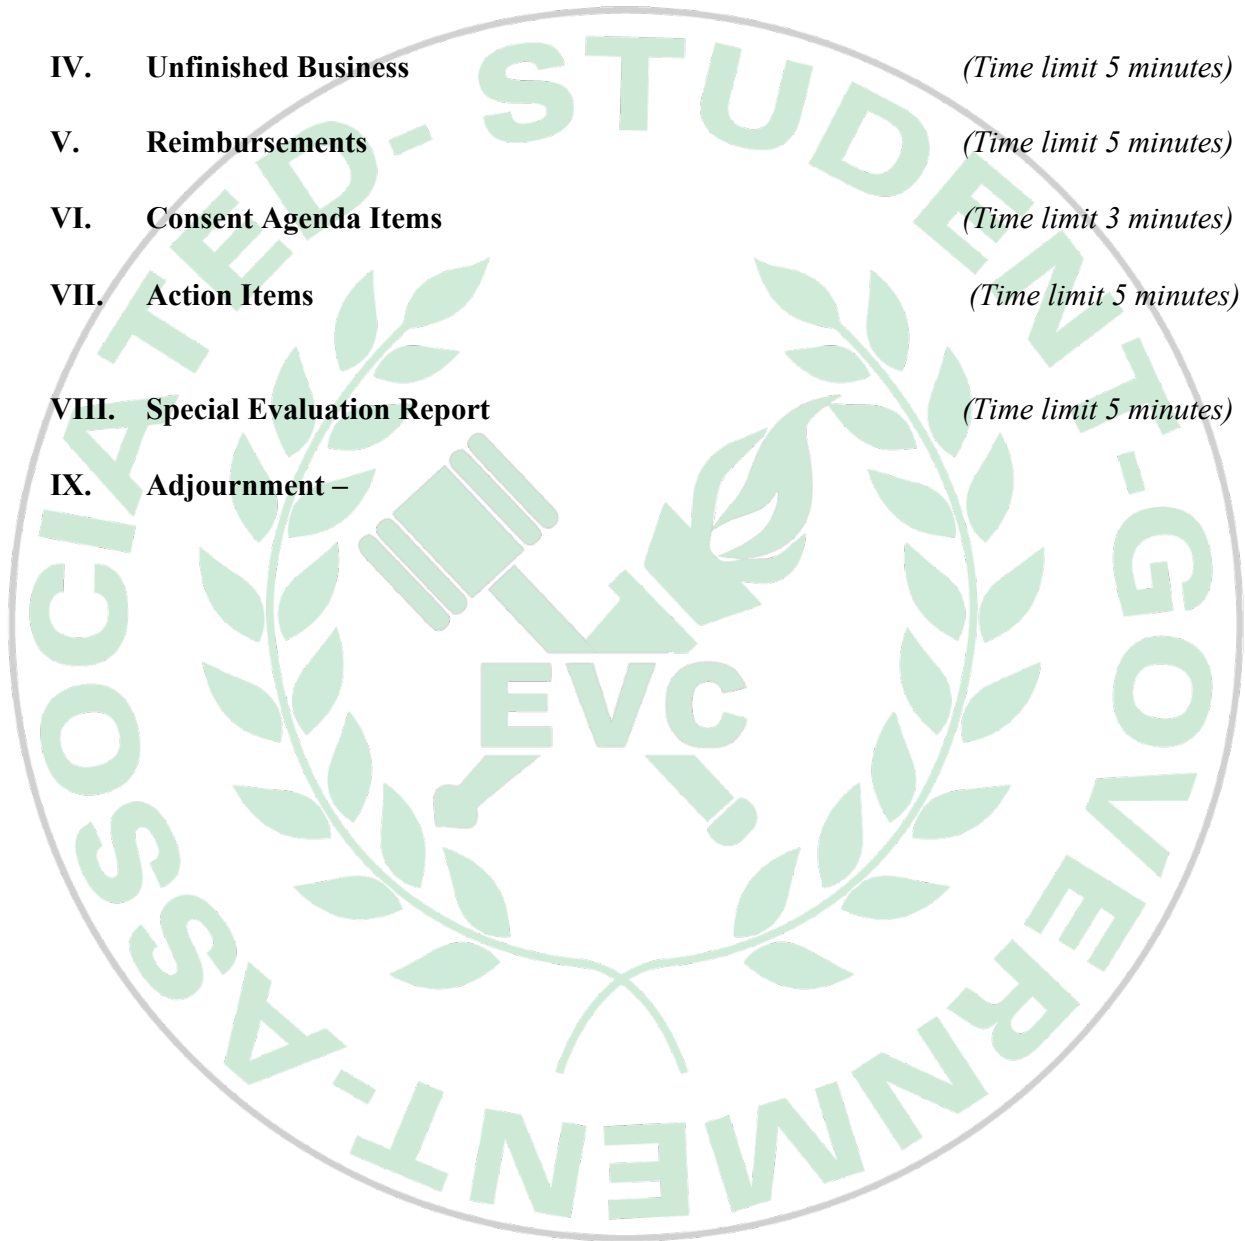 IV. Unfinished Business (Time limit 5 minutes)
V. Reimbursements (Time limit 5 minutes)
VI. Consent Agenda Items (Time limit 3 minutes)
VII. Action Items (Time limit 5 minutes)
VIII. Special Evaluation Report (Time limit 5 minutes)
IX. Adjournment –
ASSOCIATED-STUDENT-GOVERNMENT-
EVC